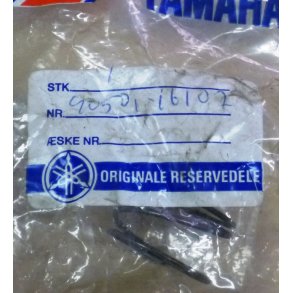 YAMAHA
STK. 1
NR. 90501-16107
ÆSKE NR.
ORIGINALE RESERVEDELE